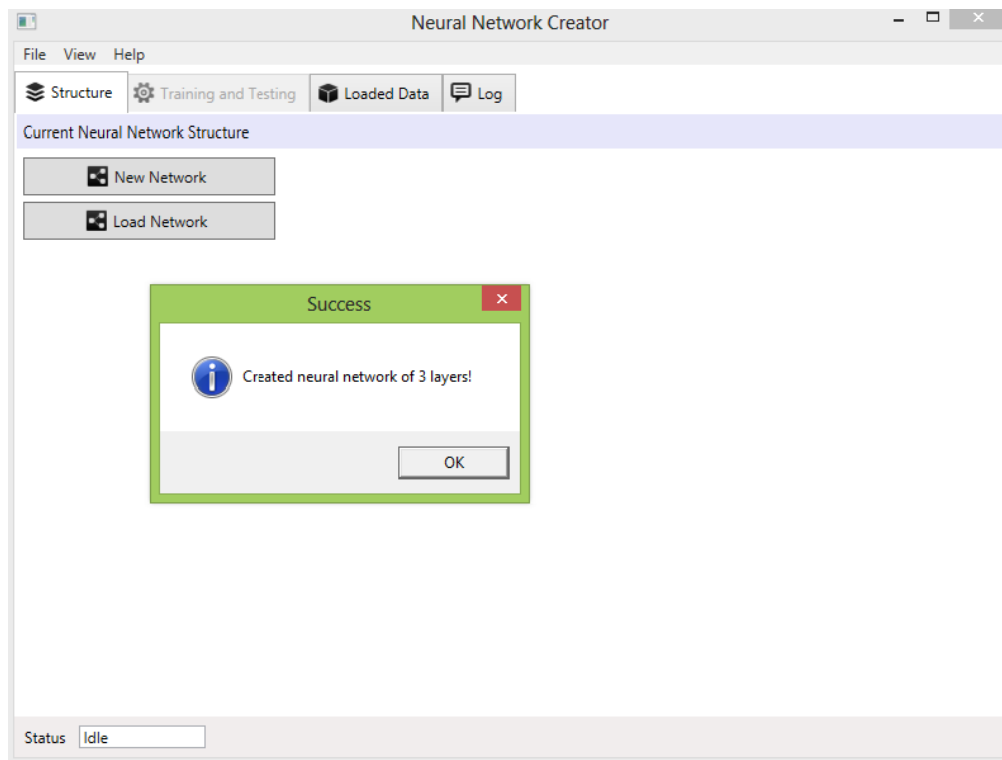 Neural Network Creator
File View Help
Structure Training and Testing Loaded Data Log
Current Neural Network Structure
New Network
Load Network
Success
Created neural network of 3 layers!
OK
Status Idle